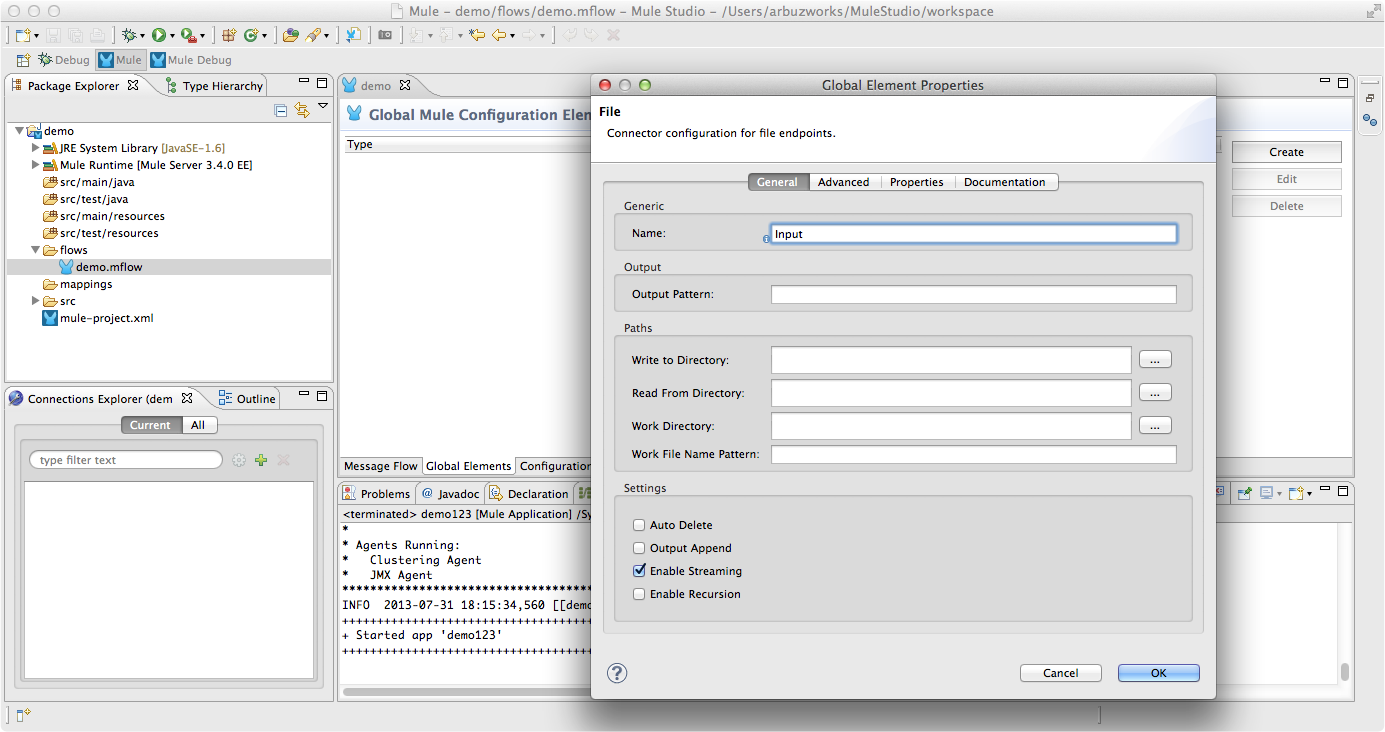 Mule – demo/flows/demo.mflow – Mule Studio – /Users/arbuzworks/MuleStudio/workspace
Debug Mule Mule Debug
Package Explorer Type Hierarchy
demo
JRE System Library [JavaSE-1.6]
Mule Runtime [Mule Server 3.4.0 EE]
src/main/java
src/test/java
src/main/resources
src/test/resources
flows
demo.mflow
mappings
src
mule-project.xml
Connections Explorer (dem Outline
Current All
type filter text
demo
Global Mule Configuration Elen
Type
Create
Edit
Delete
Message Flow Global Elements Configuration
Problems @ Javadoc Declaration
<terminated> demo123 [Mule Application] /Sy
*
* Agents Running:
* Clustering Agent
* JMX Agent
**************************************
INFO 2013-07-31 18:15:34,560 [[demo
++++++++++++++++++++++++++++++++++++++
+ Started app 'demo123'
++++++++++++++++++++++++++++++++++++++
Global Element Properties
File
Connector configuration for file endpoints.
General Advanced Properties Documentation
Generic
Name: Input
Output
Output Pattern:
Paths
Write to Directory: ...
Read From Directory: ...
Work Directory: ...
Work File Name Pattern:
Settings
Auto Delete
Output Append
Enable Streaming
Enable Recursion
? Cancel OK